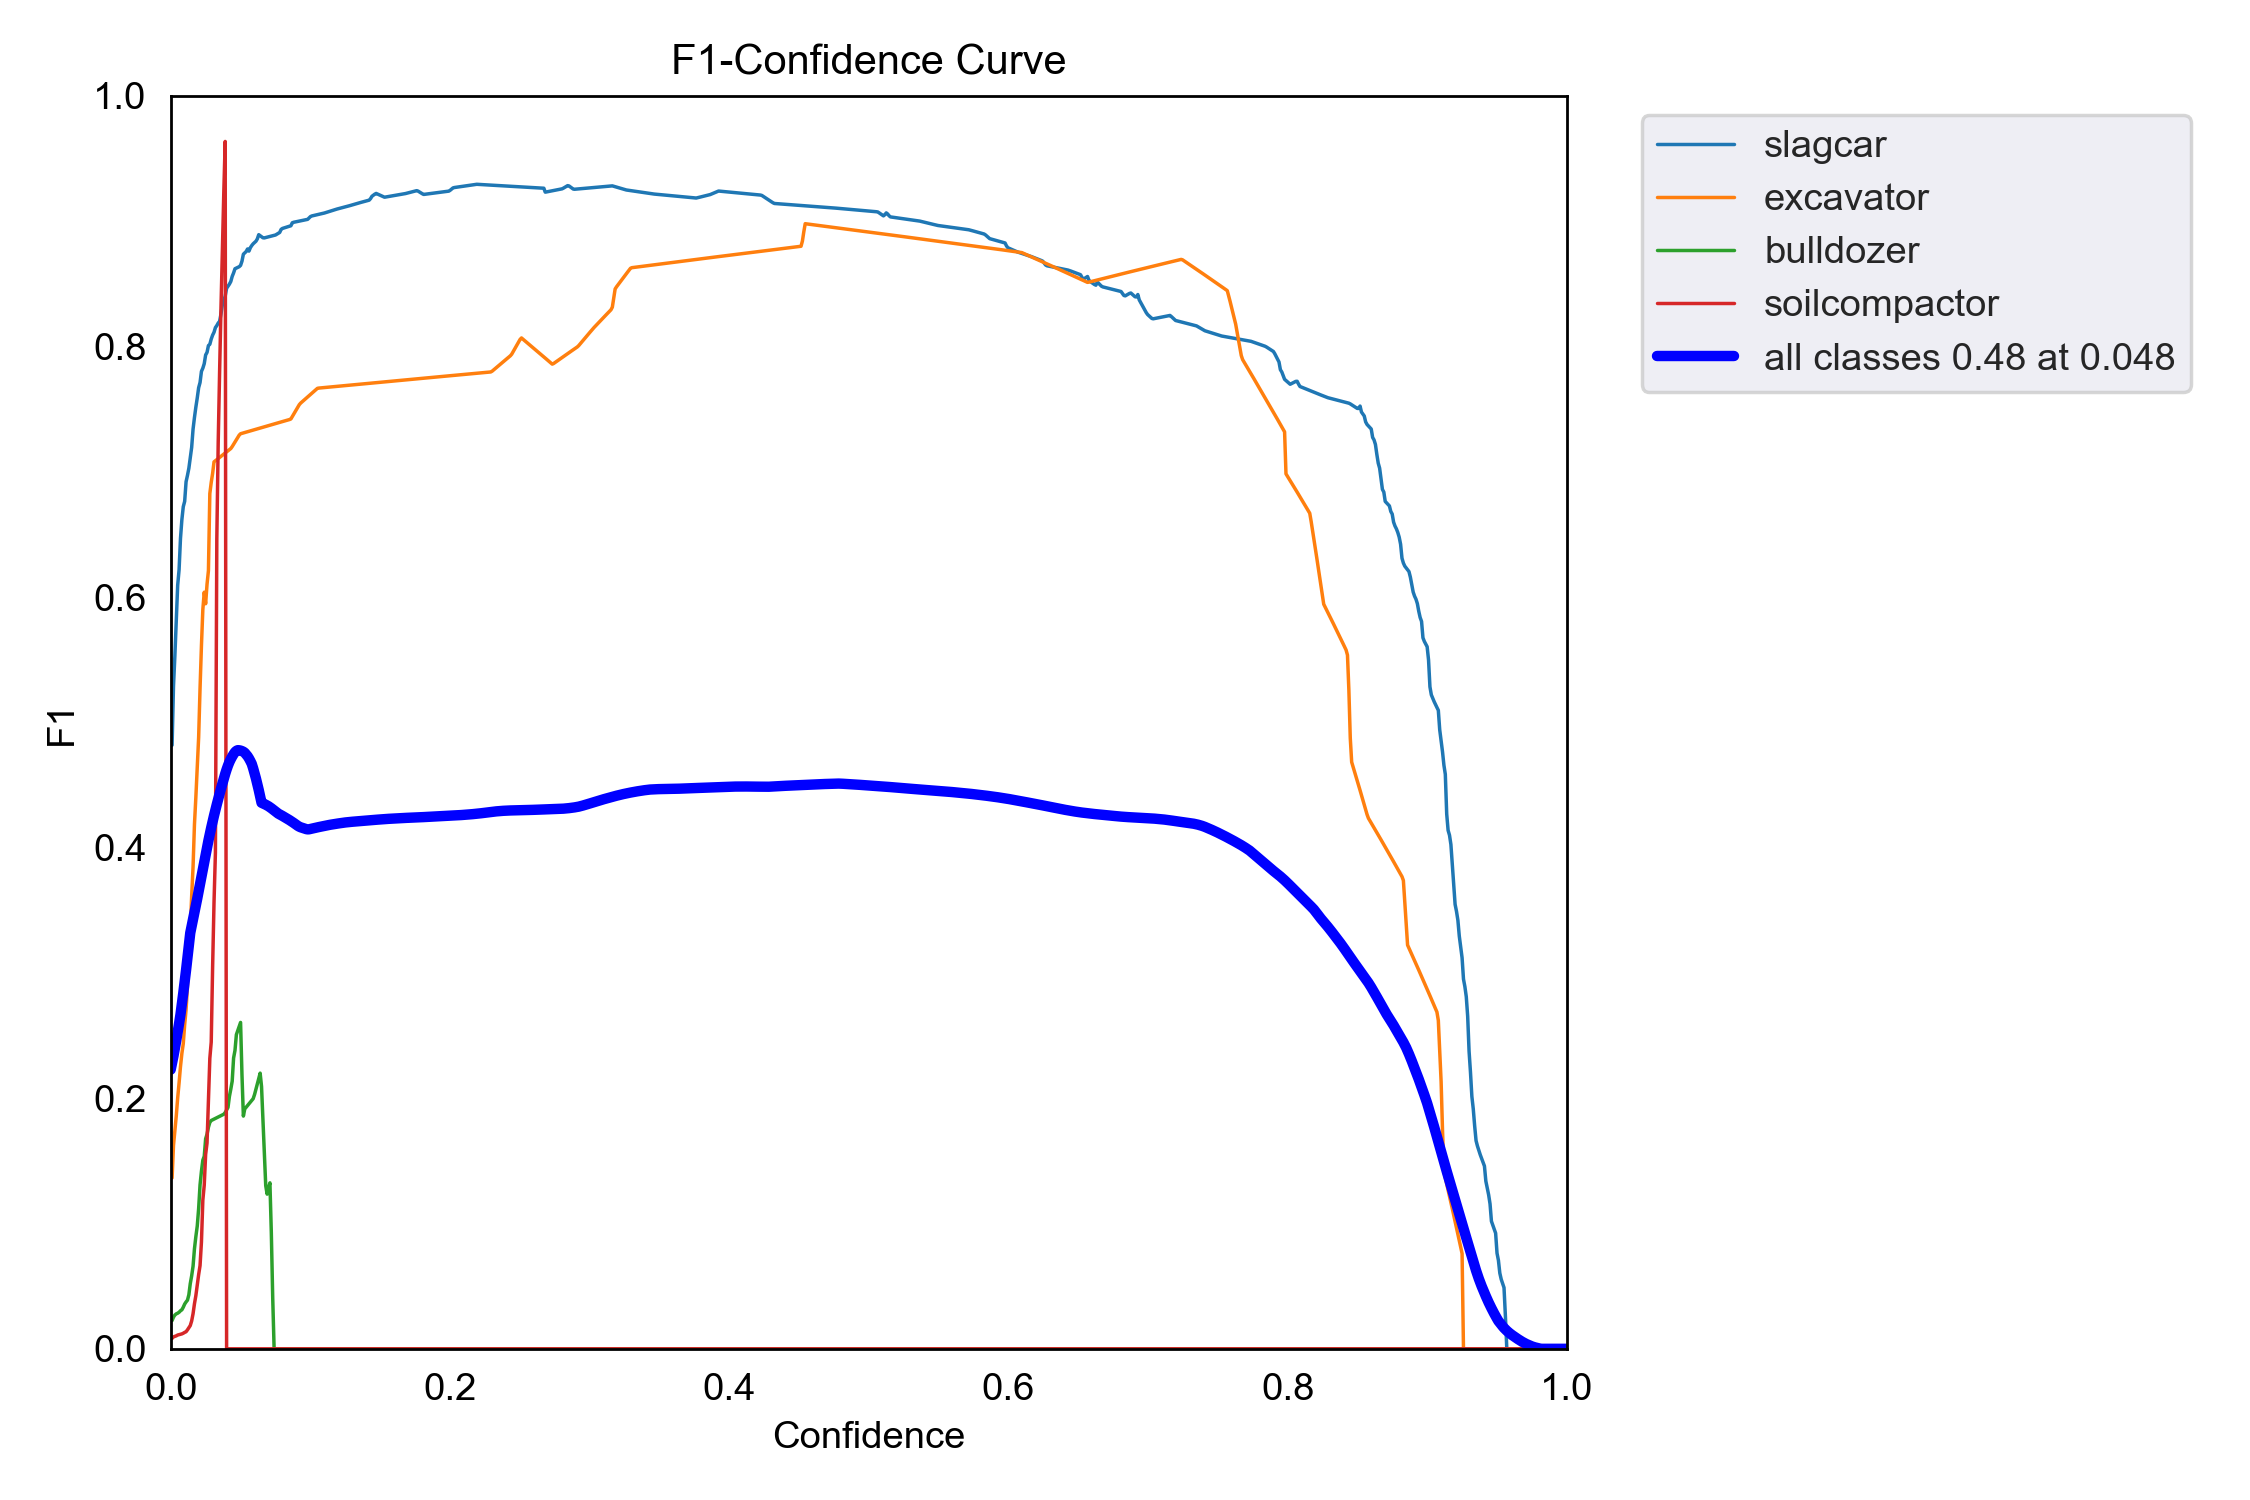 F1-Confidence Curve
1.0
0.8
0.6
0.4
0.2
0.0
F1
0.0 0.2 0.4 0.6 0.8 1.0
Confidence
slagcar
excavator
bulldozer
soilcompactor
all classes 0.48 at 0.048